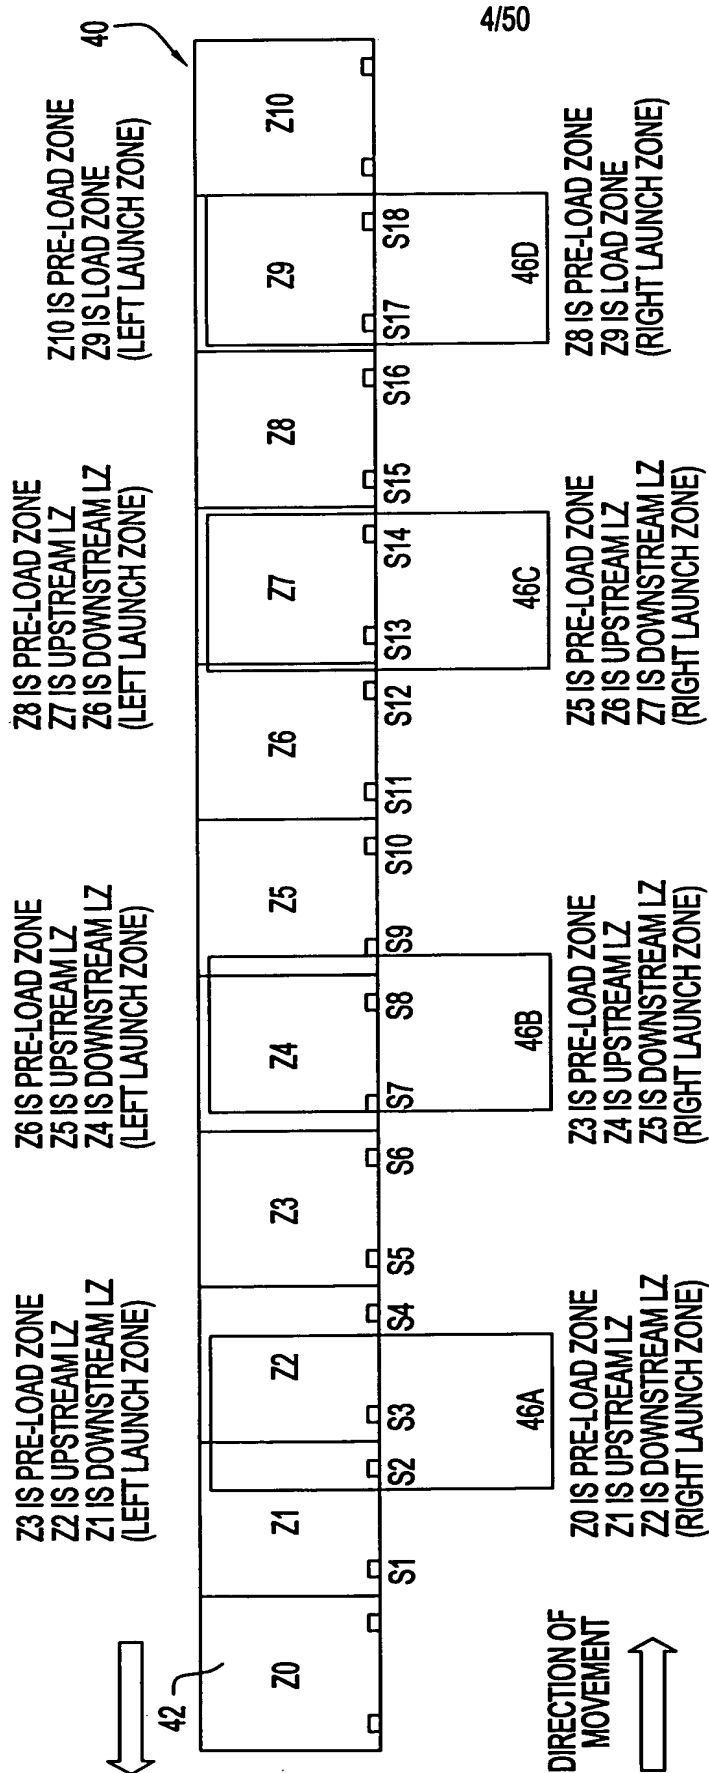 4/50
40
Z3 IS PRE-LOAD ZONE
Z2 IS UPSTREAM LZ
Z1 IS DOWNSTREAM LZ
(LEFT LAUNCH ZONE)
Z6 IS PRE-LOAD ZONE
Z5 IS UPSTREAM LZ
Z4 IS DOWNSTREAM LZ
(LEFT LAUNCH ZONE)
Z8 IS PRE-LOAD ZONE
Z7 IS UPSTREAM LZ
Z6 IS DOWNSTREAM LZ
(LEFT LAUNCH ZONE)
Z10 IS PRE-LOAD ZONE
Z9 IS LOAD ZONE
(LEFT LAUNCH ZONE)
42
Z0 Z1 Z2 Z3 Z4 Z5 Z6 Z7 Z8 Z9 Z10
S1 S2 S3 S4 S5 S6 S7 S8 S9 S10 S11 S12 S13 S14 S15 S16 S17 S18
46A 46B 46C 46D
DIRECTION OF
MOVEMENT
Z0 IS PRE-LOAD ZONE
Z1 IS UPSTREAM LZ
Z2 IS DOWNSTREAM LZ
(RIGHT LAUNCH ZONE)
Z3 IS PRE-LOAD ZONE
Z4 IS UPSTREAM LZ
Z5 IS DOWNSTREAM LZ
(RIGHT LAUNCH ZONE)
Z5 IS PRE-LOAD ZONE
Z6 IS UPSTREAM LZ
Z7 IS DOWNSTREAM LZ
(RIGHT LAUNCH ZONE)
Z8 IS PRE-LOAD ZONE
Z9 IS LOAD ZONE
(RIGHT LAUNCH ZONE)